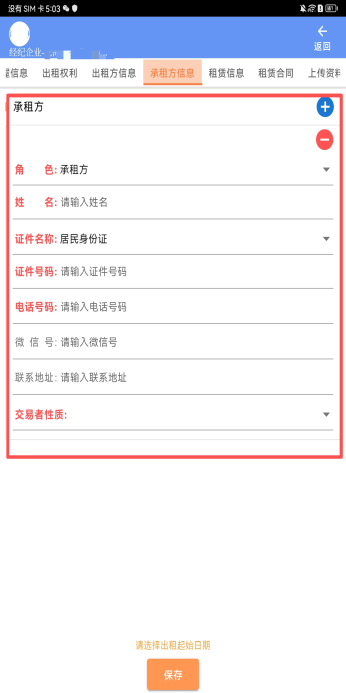 没有 SIM 卡 5:03
经纪企业-
返回
信息 出租权利 出租方信息 承租方信息 租赁信息 租赁合同 上传资料
承租方
角 色: 承租方
姓 名: 请输入姓名
证件名称: 居民身份证
证件号码: 请输入证件号码
电话号码: 请输入电话号码
微 信 号: 请输入微信号
联系地址: 请输入联系地址
交易者性质:
请选择出租起始日期
保存